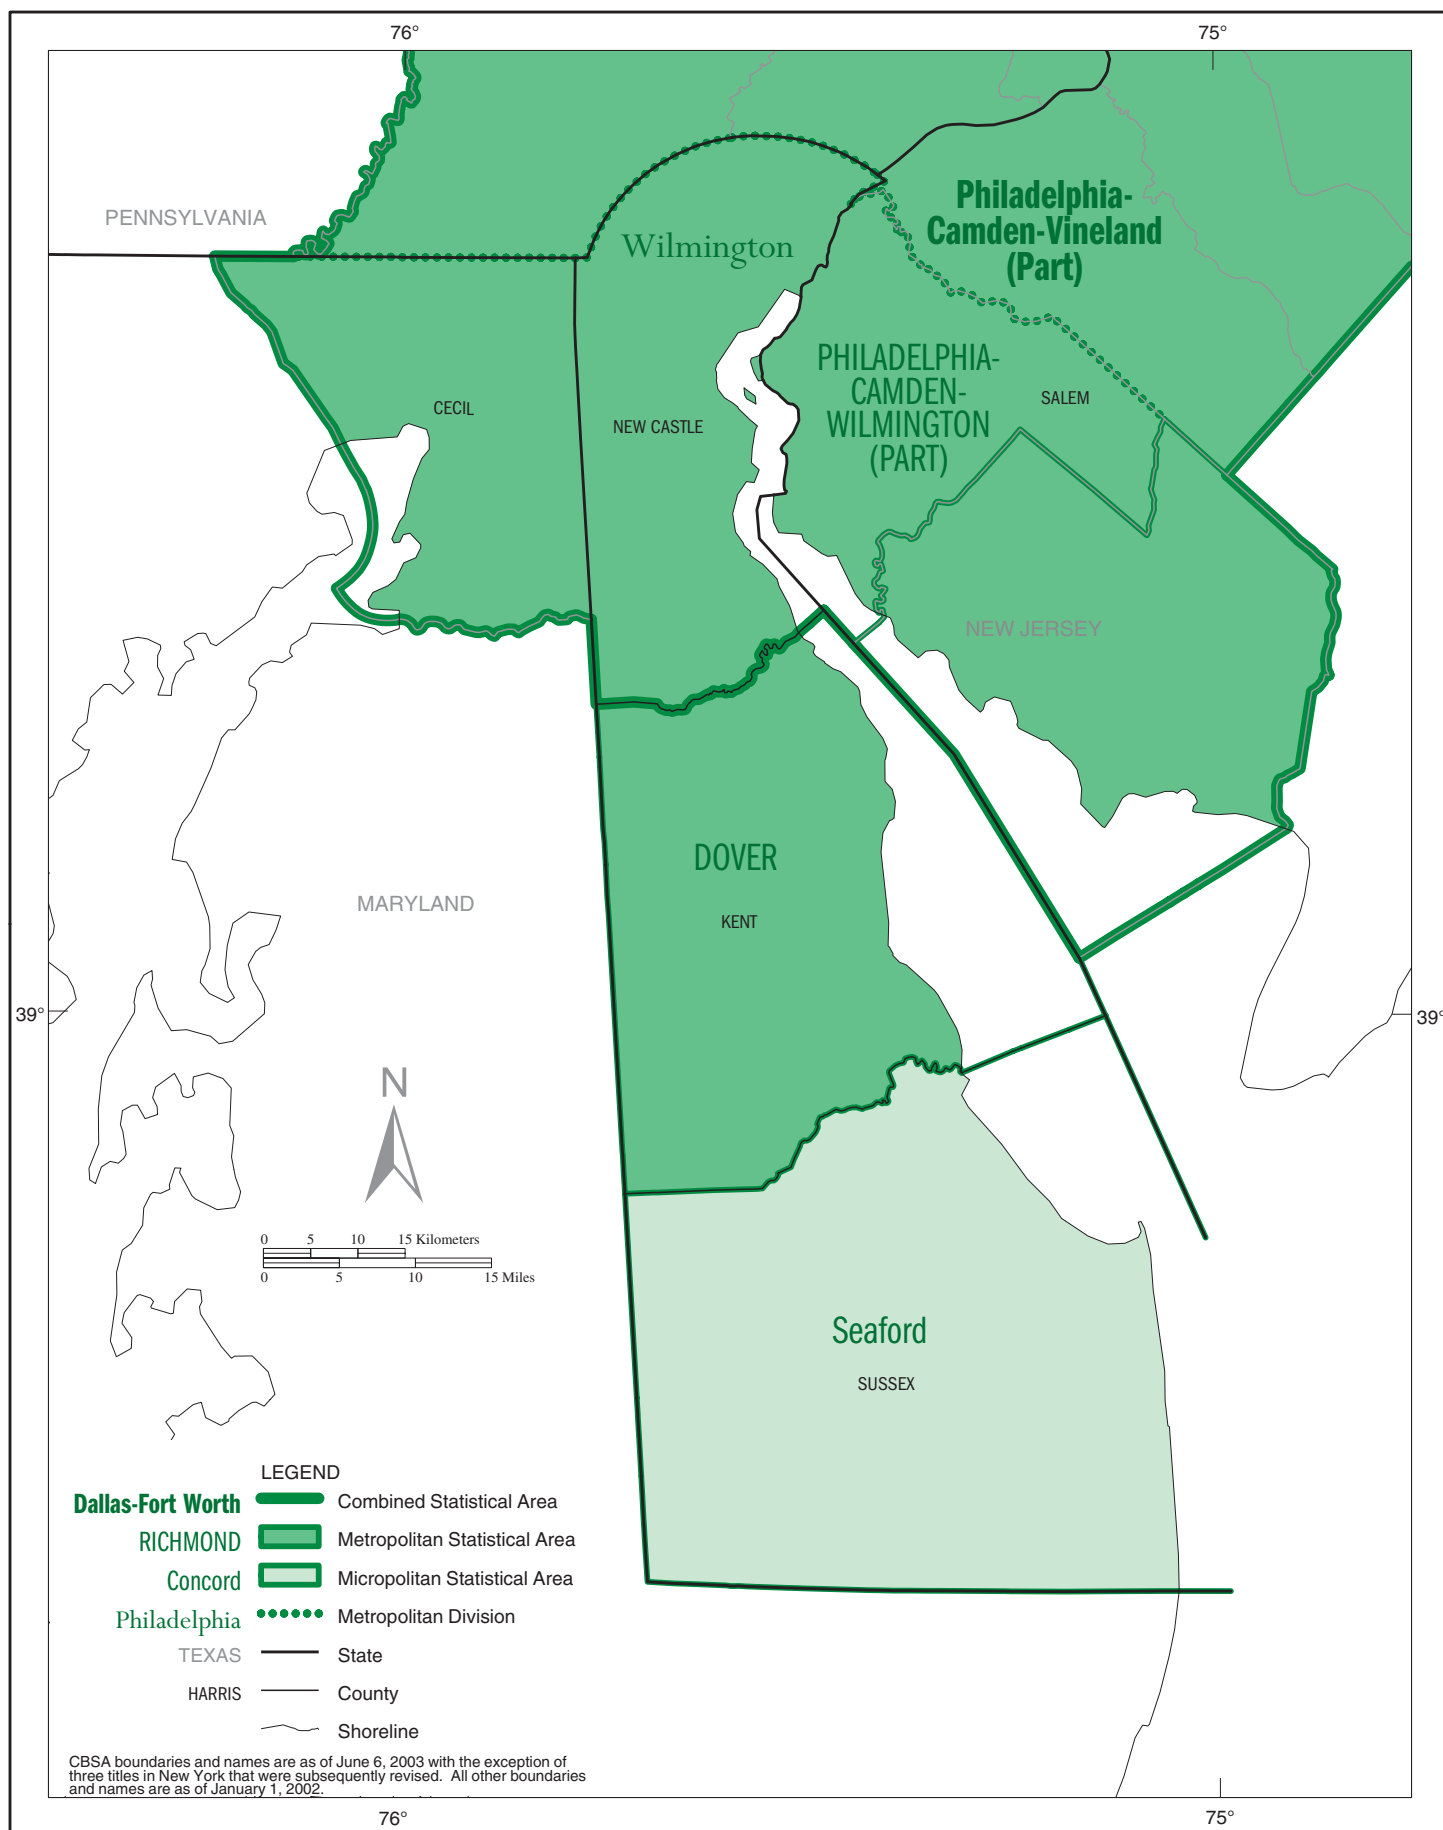 76°
75°
PENNSYLVANIA
Wilmington
Philadelphia-
Camden-Vineland
(Part)
PHILADELPHIA-
CAMDEN-
WILMINGTON
(PART)
SALEM
CECIL
NEW CASTLE
NEW JERSEY
DOVER
KENT
MARYLAND
39°
39°
N
0 5 10 15 Kilometers
0 5 10 15 Miles
Seaford
SUSSEX
LEGEND
Dallas-Fort Worth Combined Statistical Area
RICHMOND Metropolitan Statistical Area
Concord Micropolitan Statistical Area
Philadelphia Metropolitan Division
TEXAS State
HARRIS County
Shoreline
CBSA boundaries and names are as of June 6, 2003 with the exception of
three titles in New York that were subsequently revised. All other boundaries
and names are as of January 1, 2002.
76°
75°